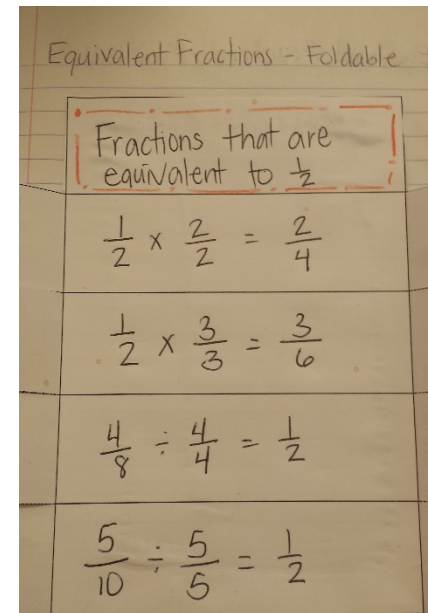 Equivalent Fractions - Foldable
Fractions that are
equivalent to 1/2
1/2 x 2/2 = 2/4
1/2 x 3/3 = 3/6
4/8 ÷ 4/4 = 1/2
5/10 ÷ 5/5 = 1/2